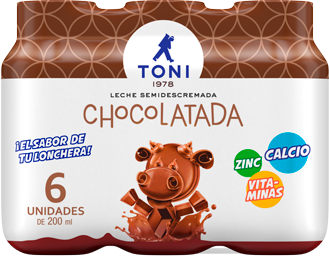 TONI
1978
LECHE SEMIDESCREMADA
CHOCOLATADA
¡EL SABOR DE
TU LONCHERA!
6
UNIDADES
DE 200 ml
ZINC
CALCIO
VITA-
MINAS